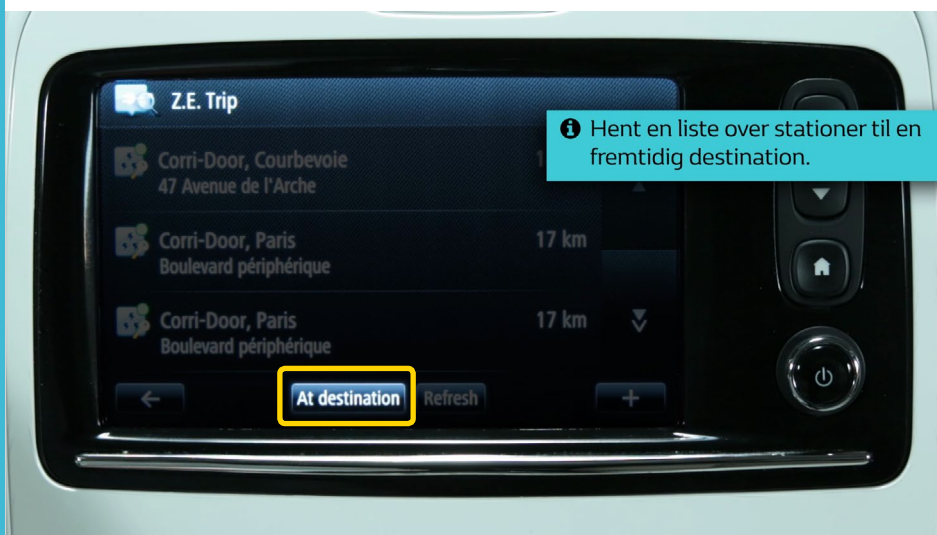 Z.E. Trip
Hent en liste over stationer til en
fremtidig destination.
Corri-Door, Courbevoie
47 Avenue de l'Arche
Corri-Door, Paris
17 km
Boulevard périphérique
Corri-Door, Paris
17 km
Boulevard périphérique
At destination
Refresh